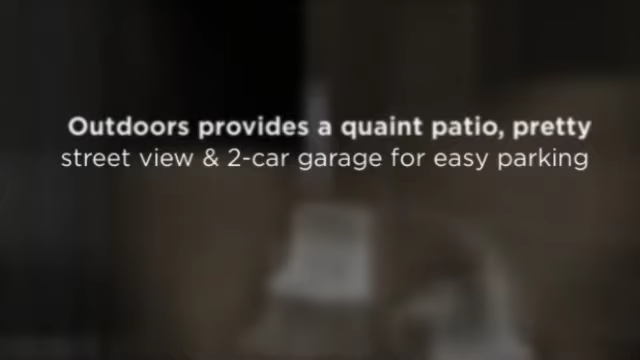 Outdoors provides a quaint patio, pretty
street view & 2-car garage for easy parking